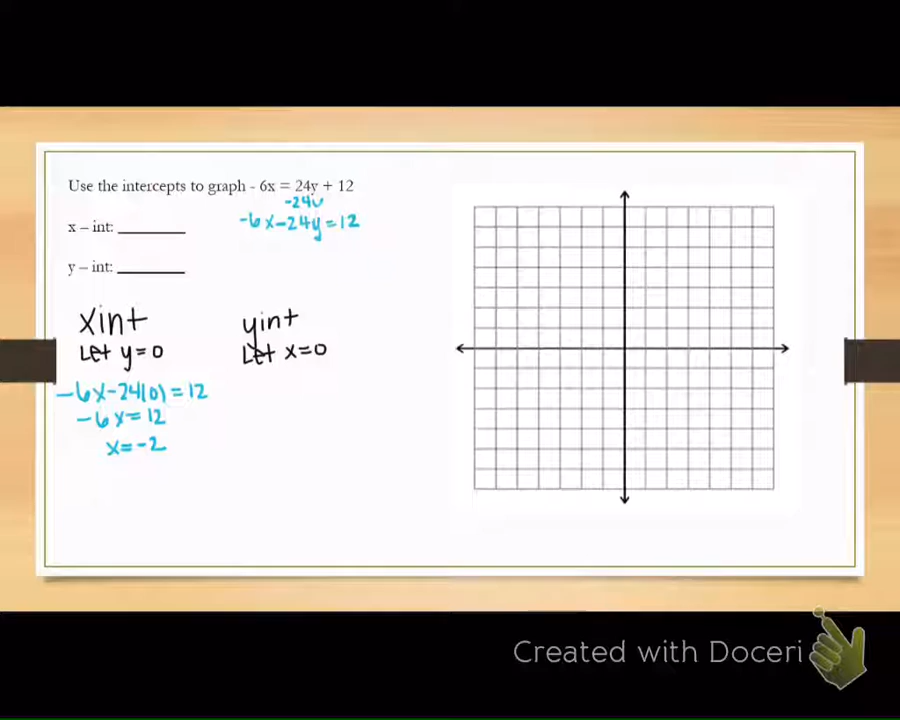 Use the intercepts to graph - 6x = 24y + 12
-24y
-6x-24y=12
x – int: ________
y – int: ________
xint
Let y=0
-6x-24(0)=12
-6x=12
x=-2
yint
Let x=0
Created with Doceri